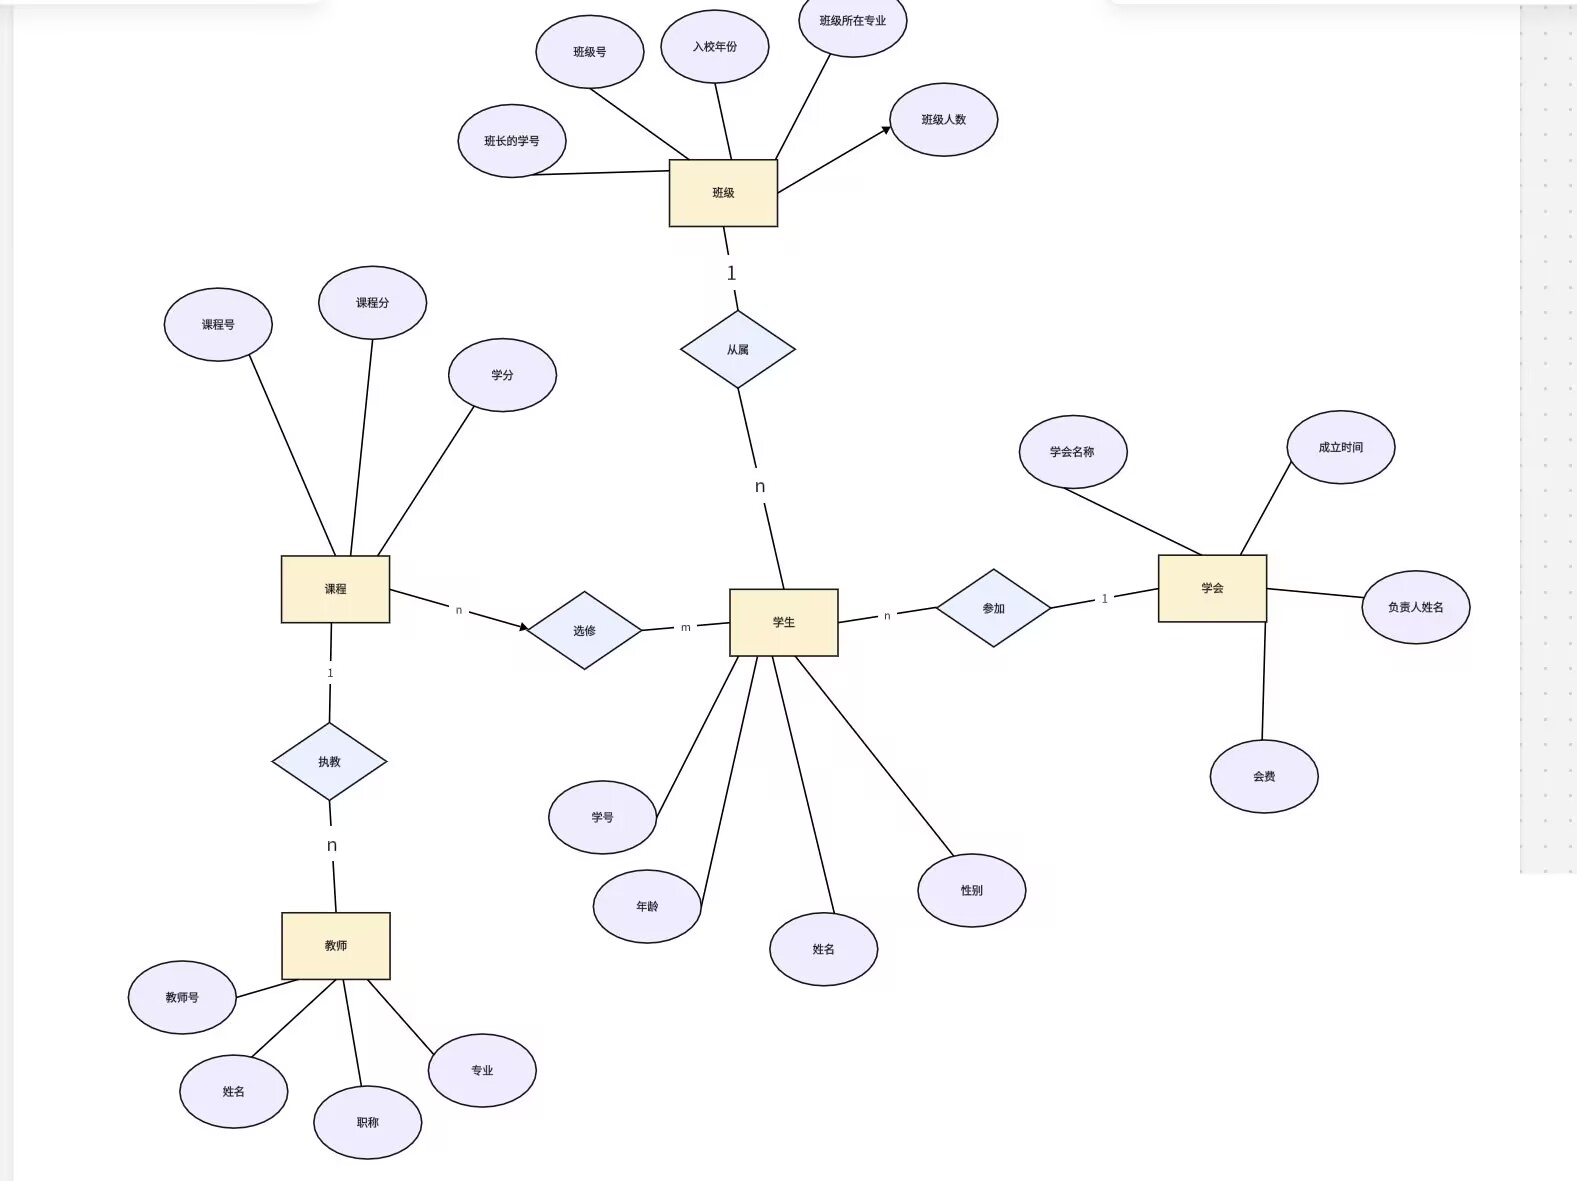 班级所在专业
入校年份
班级号
班级人数
班长的学号
班级
1
课程分
课程号
从属
学分
成立时间
学会名称
n
课程
学会
n
选修
m
学生
n
参加
1
负责人姓名
1
执教
会费
学号
n
性别
年龄
教师
姓名
教师号
专业
姓名
职称